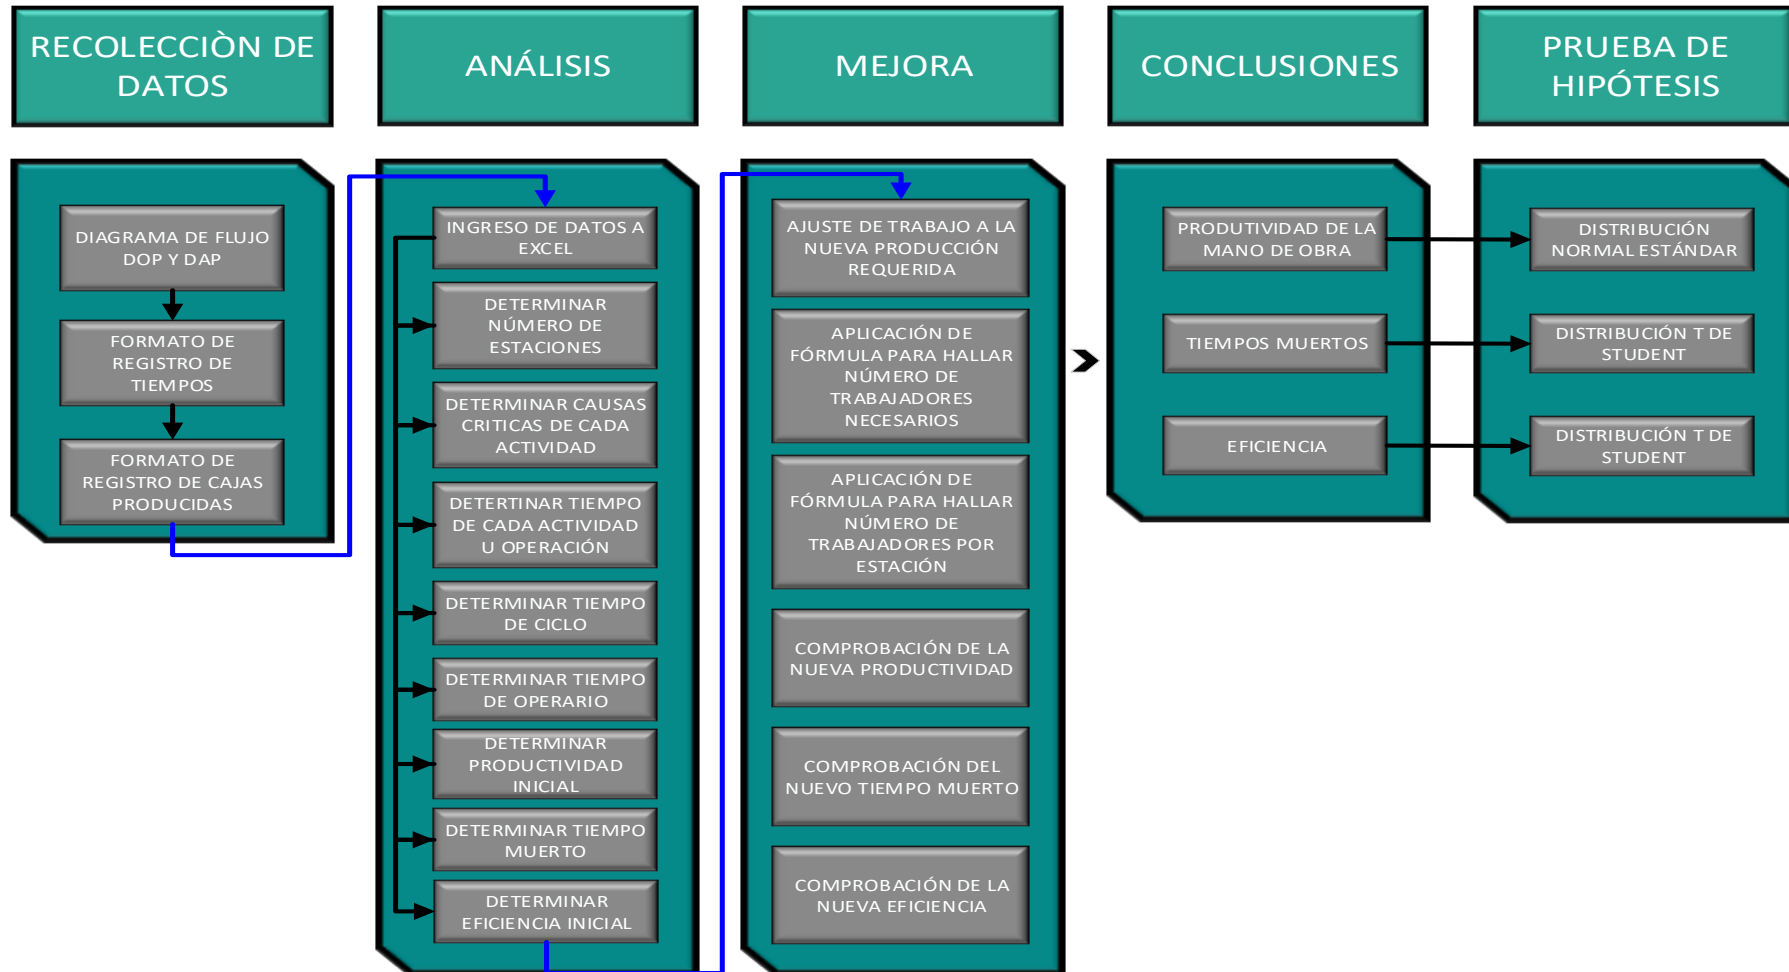 RECOLECCIÒN DE
DATOS
ANÁLISIS
MEJORA
CONCLUSIONES
PRUEBA DE
HIPÓTESIS
DIAGRAMA DE FLUJO
DOP Y DAP
FORMATO DE
REGISTRO DE
TIEMPOS
FORMATO DE
REGISTRO DE CAJAS
PRODUCIDAS
INGRESO DE DATOS A
EXCEL
DETERMINAR
NÚMERO DE
ESTACIONES
DETERMINAR CAUSAS
CRITICAS DE CADA
ACTIVIDAD
DETERTINAR TIEMPO
DE CADA ACTIVIDAD
U OPERACIÓN
DETERMINAR TIEMPO
DE CICLO
DETERMINAR TIEMPO
DE OPERARIO
DETERMINAR
PRODUCTIVIDAD
INICIAL
DETERMINAR TIEMPO
MUERTO
DETERMINAR
EFICIENCIA INICIAL
AJUSTE DE TRABAJO A LA
NUEVA PRODUCCIÓN
REQUERIDA
APLICACIÓN DE
FÓRMULA PARA HALLAR
NÚMERO DE
TRABAJADORES
NECESARIOS
APLICACIÓN DE
FÓRMULA PARA HALLAR
NÚMERO DE
TRABAJADORES POR
ESTACIÓN
COMPROBACIÓN DE LA
NUEVA PRODUCTIVIDAD
COMPROBACIÓN DEL
NUEVO TIEMPO MUERTO
COMPROBACIÓN DE LA
NUEVA EFICIENCIA
PRODUTIVIDAD DE LA
MANO DE OBRA
TIEMPOS MUERTOS
EFICIENCIA
DISTRIBUCIÓN
NORMAL ESTÁNDAR
DISTRIBUCIÓN T DE
STUDENT
DISTRIBUCIÓN T DE
STUDENT